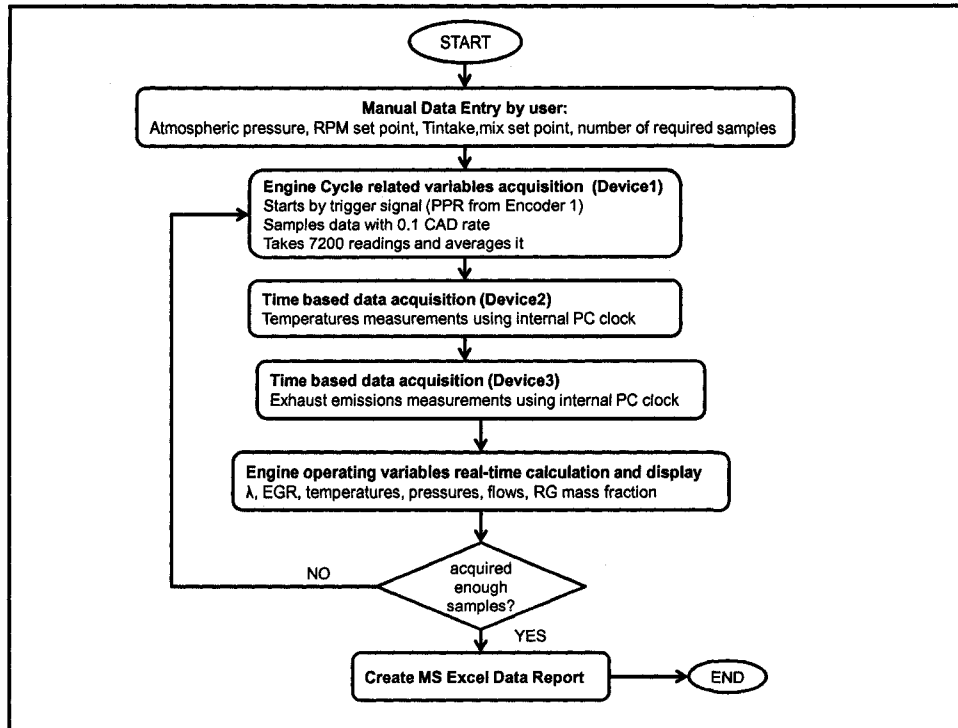 START
Manual Data Entry by user:
Atmospheric pressure, RPM set point, Tintake,mix set point, number of required samples
Engine Cycle related variables acquisition (Device1)
Starts by trigger signal (PPR from Encoder 1)
Samples data with 0.1 CAD rate
Takes 7200 readings and averages it
Time based data acquisition (Device2)
Temperatures measurements using internal PC clock
Time based data acquisition (Device3)
Exhaust emissions measurements using internal PC clock
Engine operating variables real-time calculation and display
λ, EGR, temperatures, pressures, flows, RG mass fraction
acquired
enough
samples?
NO
YES
Create MS Excel Data Report
END